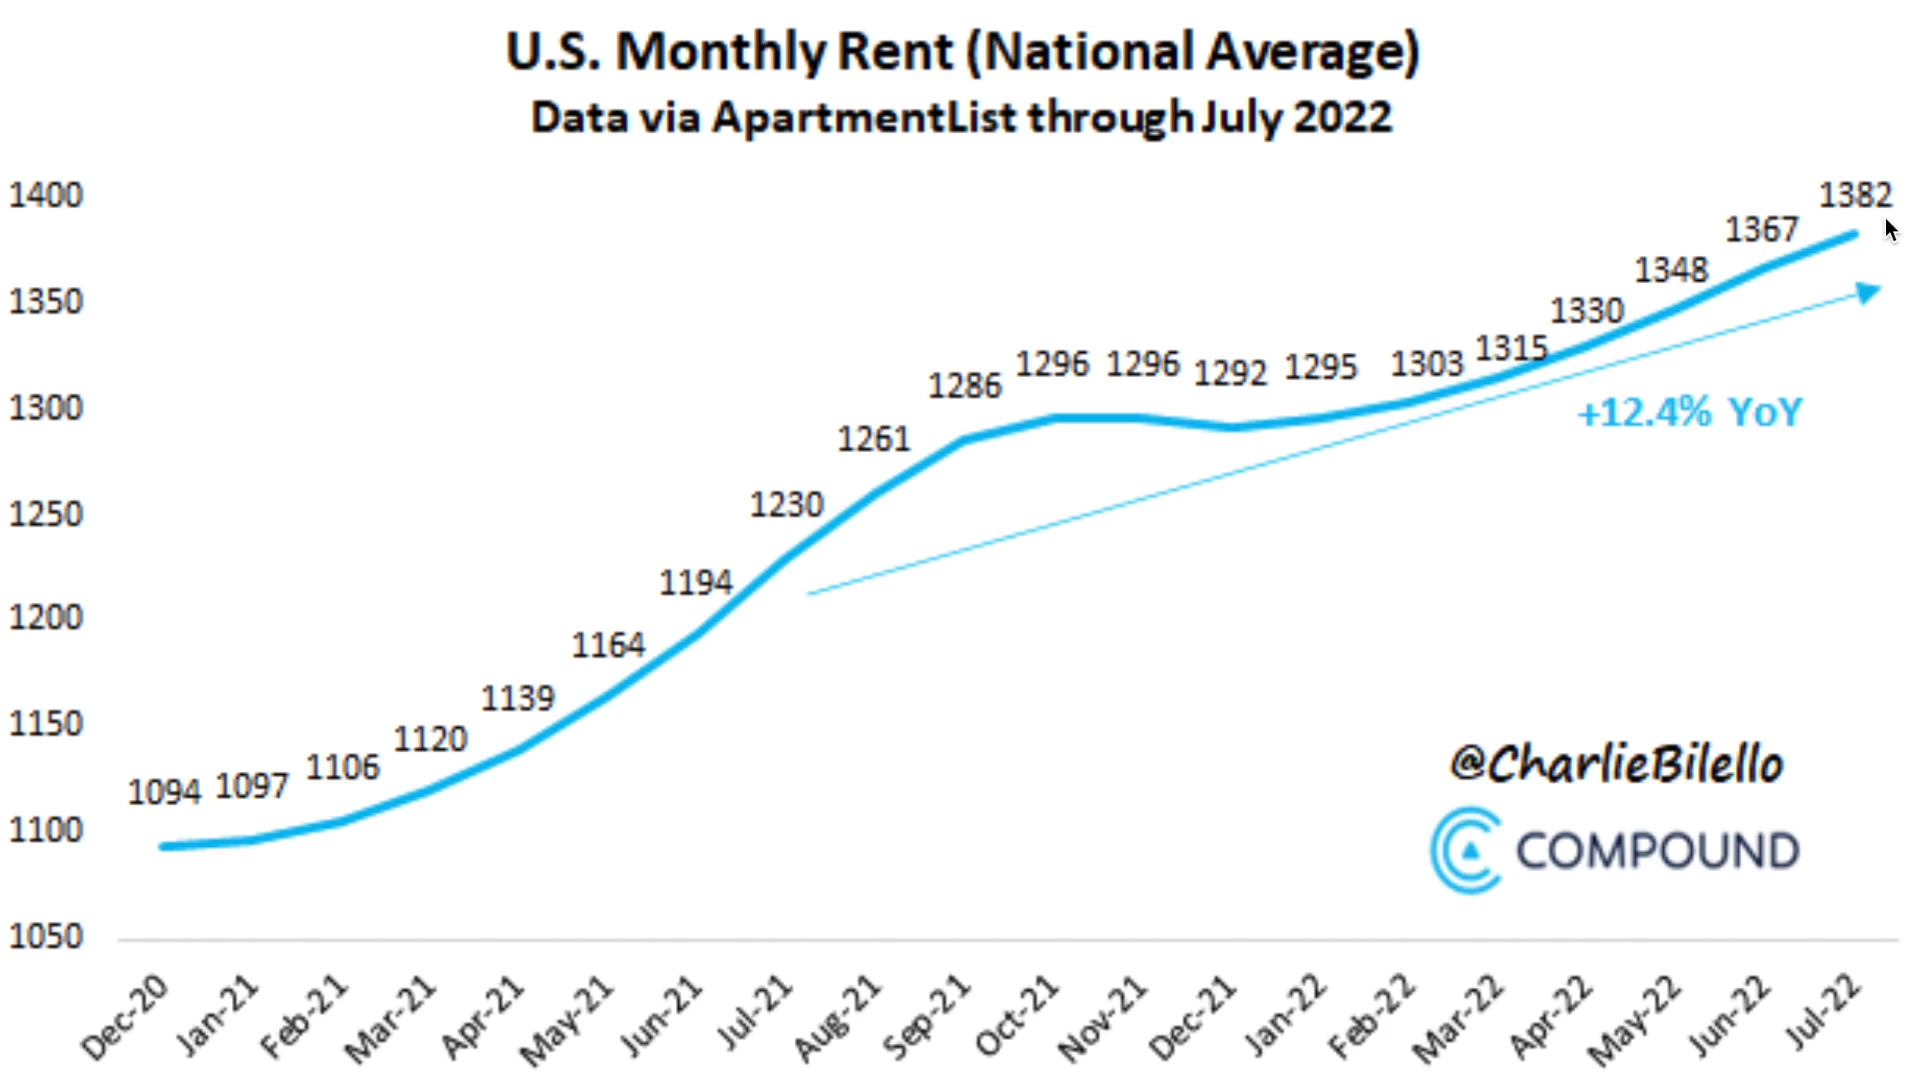 U.S. Monthly Rent (National Average)
Data via ApartmentList through July 2022
1400
1350
1300
1250
1200
1150
1100
1050
1094
1097
1106
1120
1139
1164
1194
1230
1261
1286
1296
1296
1292
1295
1303
1315
1330
1348
1367
1382
+12.4% YoY
@CharlieBilello
COMPOUND
Dec-20
Jan-21
Feb-21
Mar-21
Apr-21
May-21
Jun-21
Jul-21
Aug-21
Sep-21
Oct-21
Nov-21
Dec-21
Jan-22
Feb-22
Mar-22
Apr-22
May-22
Jun-22
Jul-22